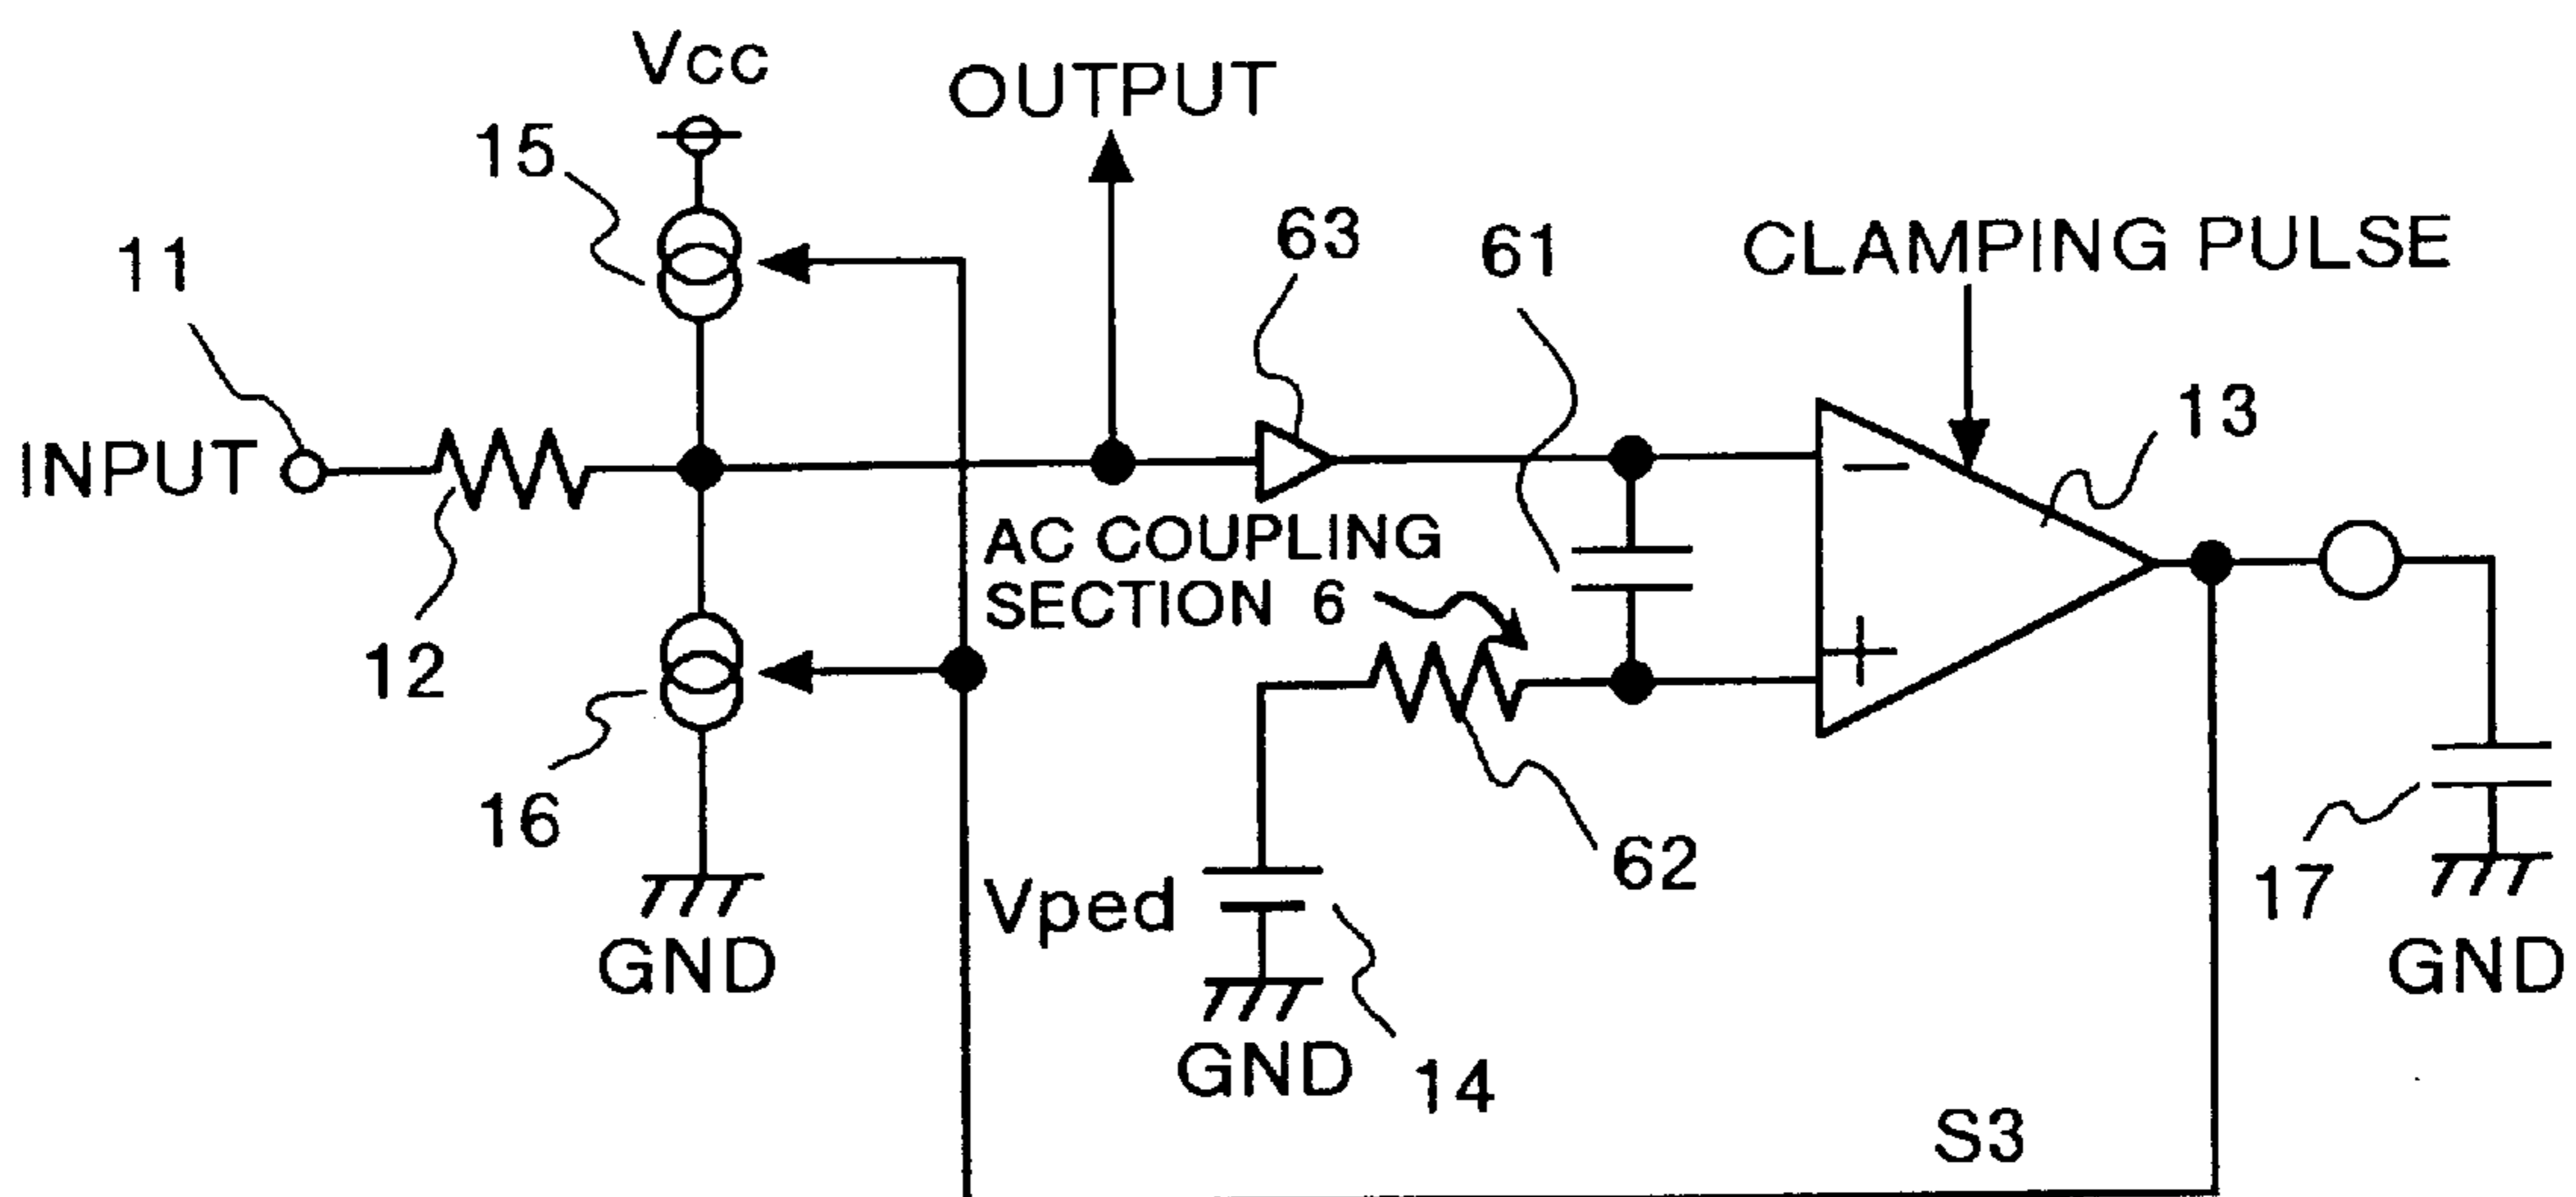 Vcc
OUTPUT
15
63
61
CLAMPING PULSE
11
13
INPUT
AC COUPLING
SECTION 6
12
16
62
Vped
17
GND
GND
GND
14
S3